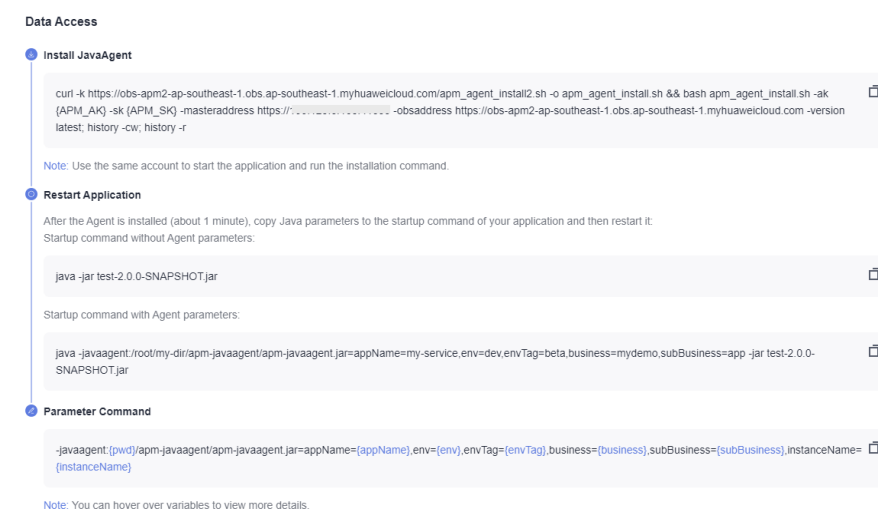 Data Access
Install JavaAgent
curl -k https://obs-apm2-ap-southeast-1.obs.ap-southeast-1.myhuaweicloud.com/apm_agent_install2.sh -o apm_agent_install.sh && bash apm_agent_install.sh -ak
{APM_AK} -sk {APM_SK} -masteraddress https:// -obsaddress https://obs-apm2-ap-southeast-1.obs.ap-southeast-1.myhuaweicloud.com -version
latest; history -cw; history -r
Note: Use the same account to start the application and run the installation command.
Restart Application
After the Agent is installed (about 1 minute), copy Java parameters to the startup command of your application and then restart it:
Startup command without Agent parameters:
java -jar test-2.0.0-SNAPSHOT.jar
Startup command with Agent parameters:
java -javaagent:/root/my-dir/apm-javaagent/apm-javaagent.jar=appName=my-service,env=dev,envTag=beta,business=mydemo,subBusiness=app -jar test-2.0.0-
SNAPSHOT.jar
Parameter Command
-javaagent:{pwd}/apm-javaagent/apm-javaagent.jar=appName={appName},env={env},envTag={envTag},business={business},subBusiness={subBusiness},instanceName=
{instanceName}
Note: You can hover over variables to view more details.